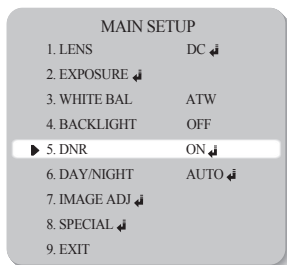 MAIN SETUP
1. LENS DC ↲
2. EXPOSURE ↲
3. WHITE BAL ATW
4. BACKLIGHT OFF
5. DNR ON ↲
6. DAY/NIGHT AUTO ↲
7. IMAGE ADJ ↲
8. SPECIAL ↲
9. EXIT